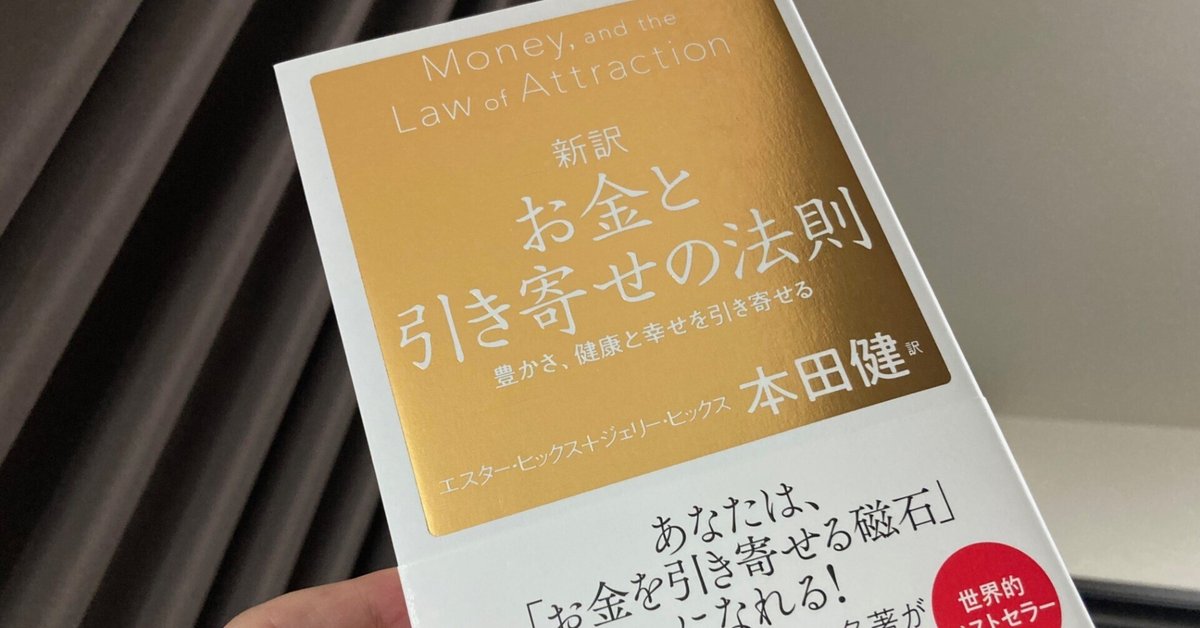 Money, and the
Law of Attraction
新訳
お金と
引き寄せの法則
豊かさ、健康と幸せを引き寄せる
エスター・ヒックス+ジェリー・ヒックス 本田健 訳
あなたは、
「お金を引き寄せる磁石」
になれる!
名著が
世界的
ストセラー